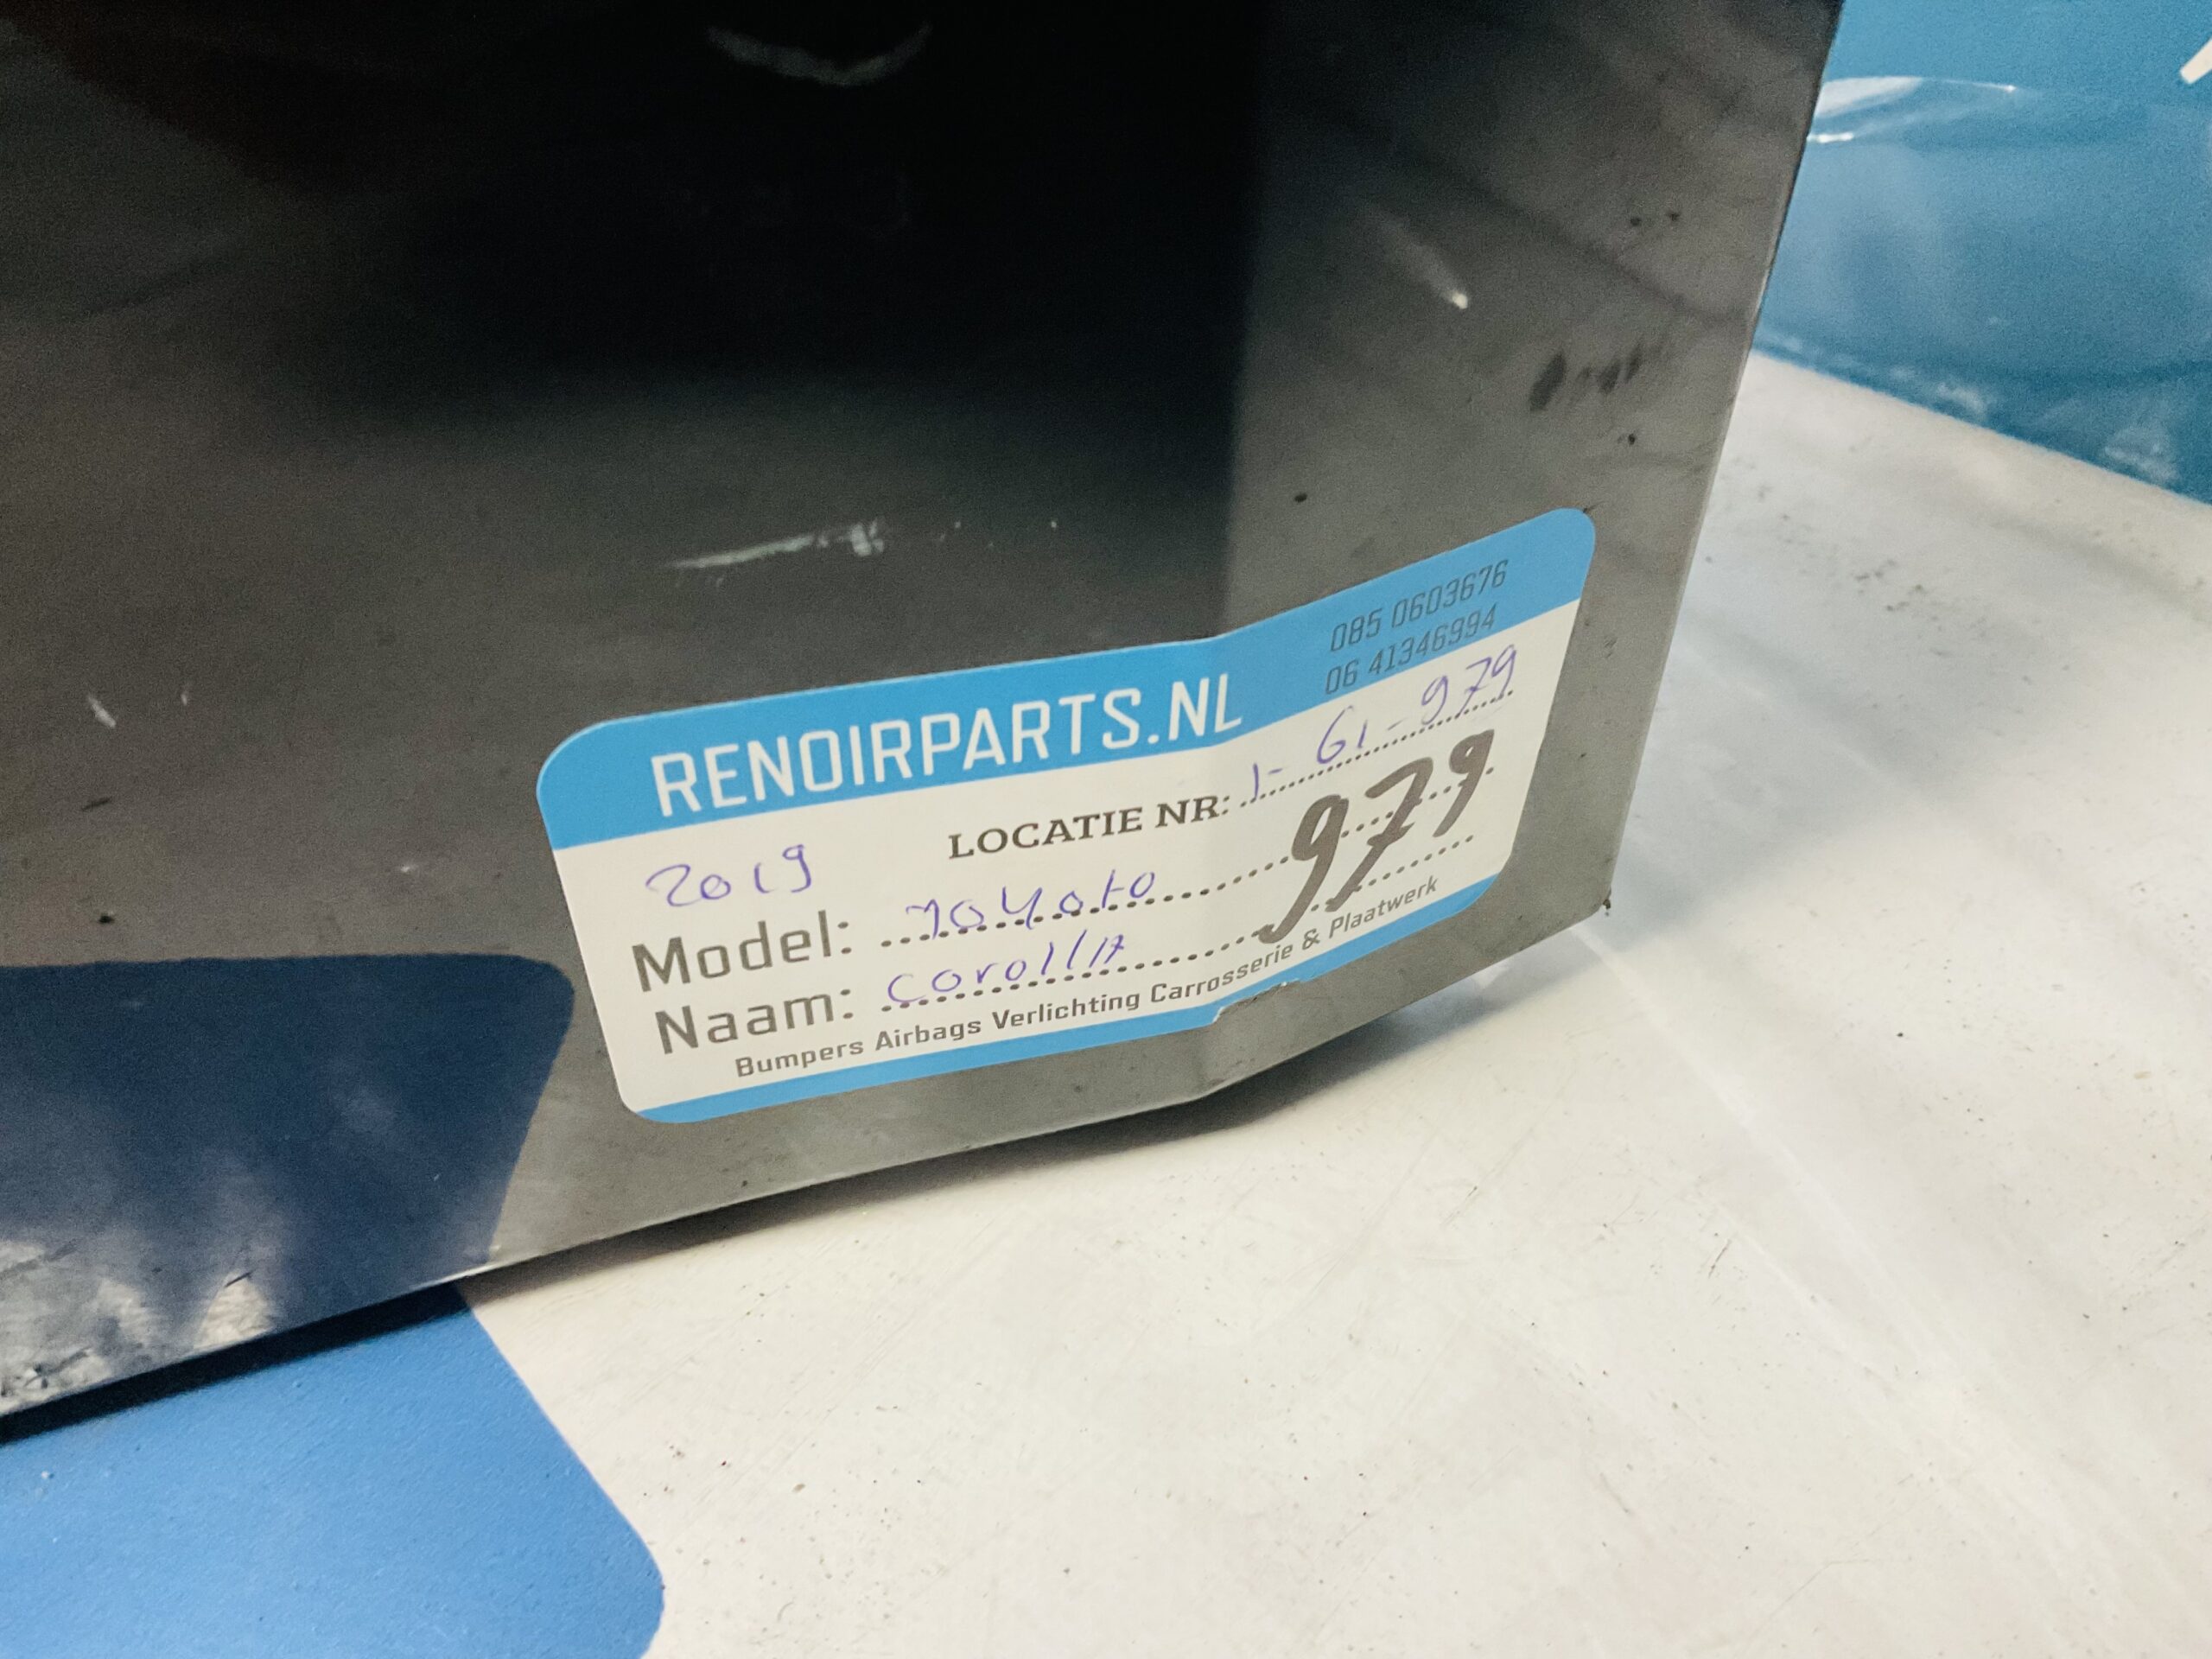 RENOIRPARTS.NL
085 0603676
06 41346994
LOCATIE NR: 1-G1-979
2019
Model: Toyota
979
Naam: corolla
Bumpers Airbags Verlichting Carrosserie & Plaatwerk